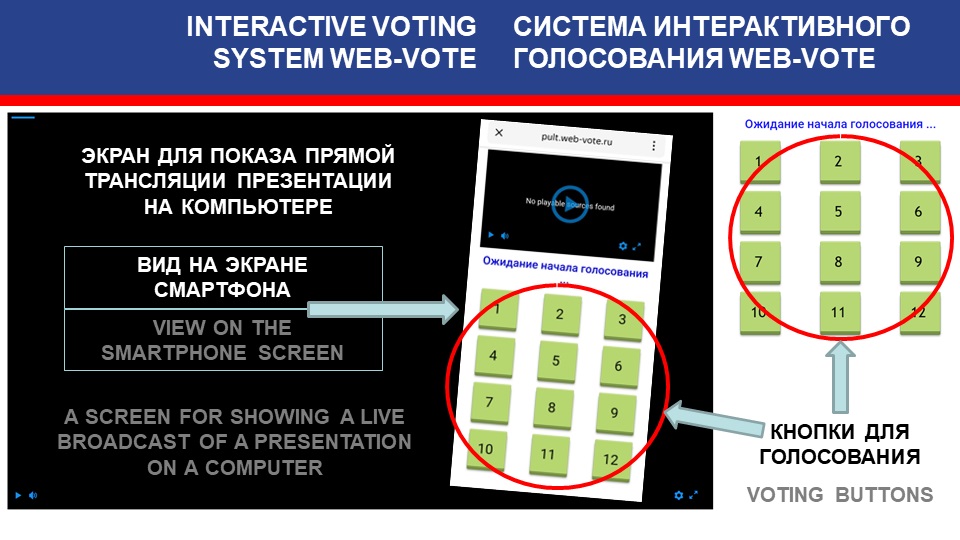 INTERACTIVE VOTING
SYSTEM WEB-VOTE
СИСТЕМА ИНТЕРАКТИВНОГО
ГОЛОСОВАНИЯ WEB-VOTE
ЭКРАН ДЛЯ ПОКАЗА ПРЯМОЙ
ТРАНСЛЯЦИИ ПРЕЗЕНТАЦИИ
НА КОМПЬЮТЕРЕ
ВИД НА ЭКРАНЕ
СМАРТФОНА
VIEW ON THE
SMARTPHONE SCREEN
A SCREEN FOR SHOWING A LIVE
BROADCAST OF A PRESENTATION
ON A COMPUTER
pult.web-vote.ru
No playable sources found
Ожидание начала голосования
...
1 2 3
4 5 6
7 8 9
10 11 12
Ожидание начала голосования ...
1 2 3
4 5 6
7 8 9
10 11 12
КНОПКИ ДЛЯ
ГОЛОСОВАНИЯ
VOTING BUTTONS